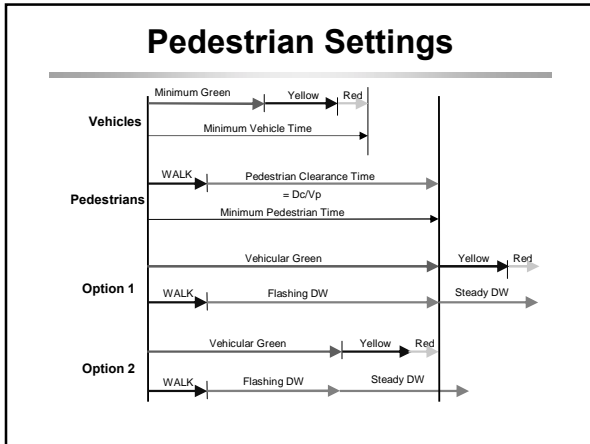 Pedestrian Settings
Minimum Green Yellow Red
Vehicles
Minimum Vehicle Time
WALK Pedestrian Clearance Time
= Dc/Vp
Pedestrians
Minimum Pedestrian Time
Vehicular Green Yellow Red
Option 1
WALK Flashing DW Steady DW
Vehicular Green Yellow Red
Option 2
WALK Flashing DW Steady DW